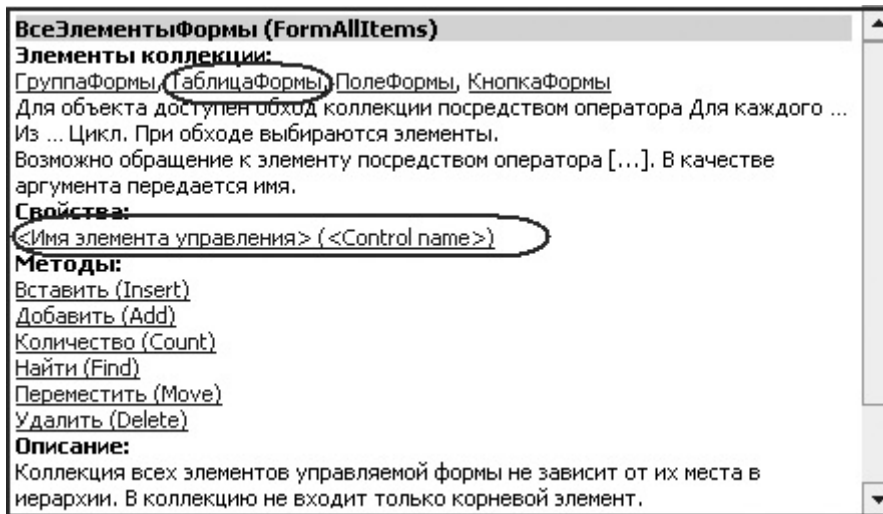 ВсеЭлементыФормы (FormAllItems)
Элементы коллекции:
ГруппаФормы, ТаблицаФормы, ПолеФормы, КнопкаФормы
Для объекта доступен обход коллекции посредством оператора Для каждого ...
Из ... Цикл. При обходе выбираются элементы.
Возможно обращение к элементу посредством оператора [...]. В качестве
аргумента передается имя.
Свойства:
<Имя элемента управления> (<Control name>)
Методы:
Вставить (Insert)
Добавить (Add)
Количество (Count)
Найти (Find)
Переместить (Move)
Удалить (Delete)
Описание:
Коллекция всех элементов управляемой формы не зависит от их места в
иерархии. В коллекцию не входит только корневой элемент.